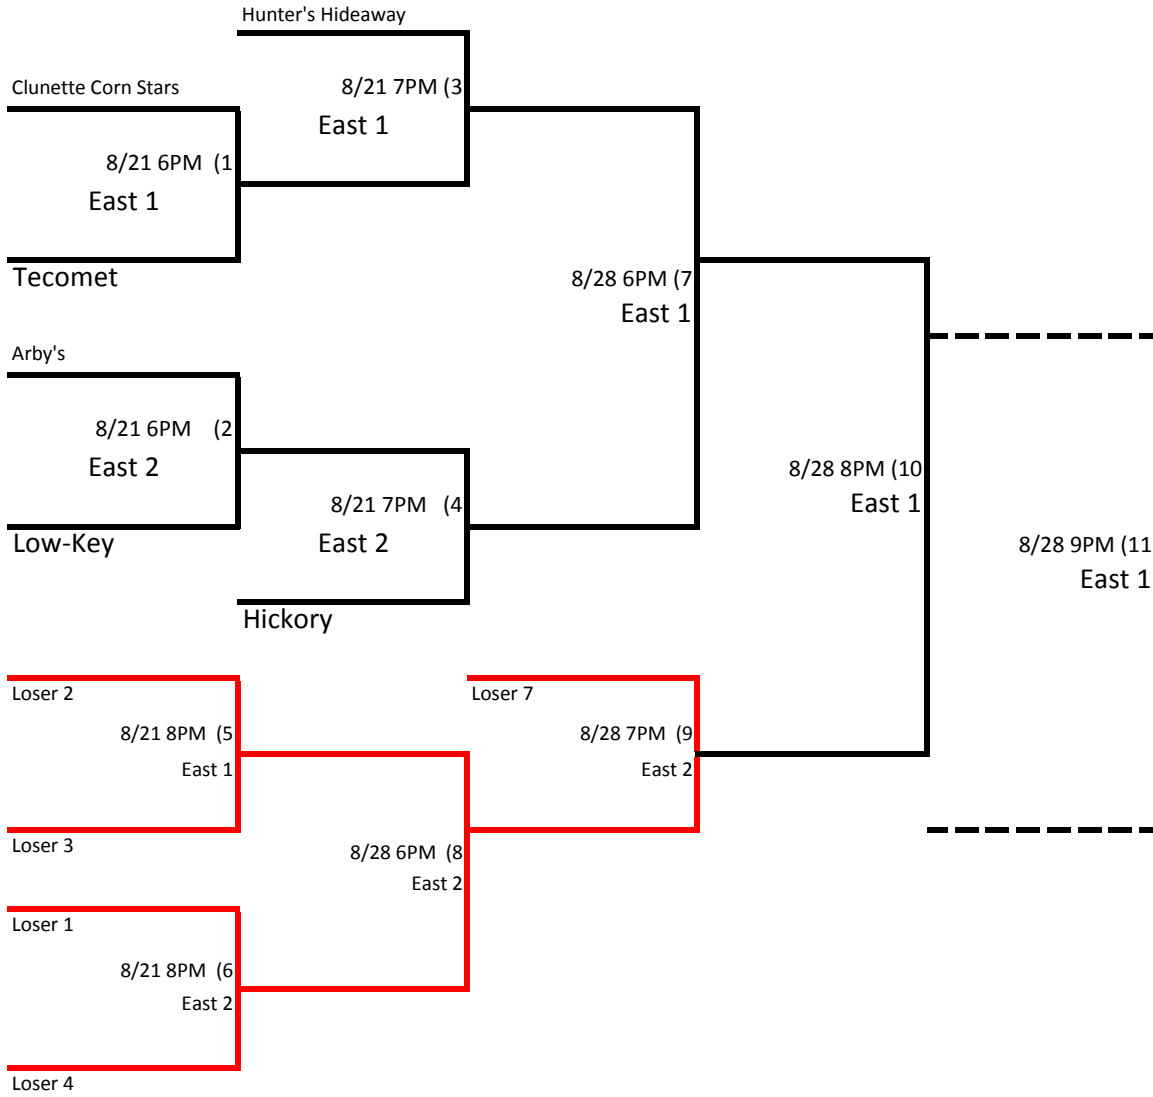 Hunter's Hideaway
Clunette Corn Stars
8/21 7PM (3
East 1
8/21 6PM (1
East 1
Tecomet
8/28 6PM (7
East 1
Arby's
8/21 6PM (2
East 2
8/28 8PM (10
East 1
8/21 7PM (4
East 2
Low-Key
8/28 9PM (11
East 1
Hickory
Loser 2
Loser 7
8/21 8PM (5
East 1
8/28 7PM (9
East 2
Loser 3
8/28 6PM (8
East 2
Loser 1
8/21 8PM (6
East 2
Loser 4